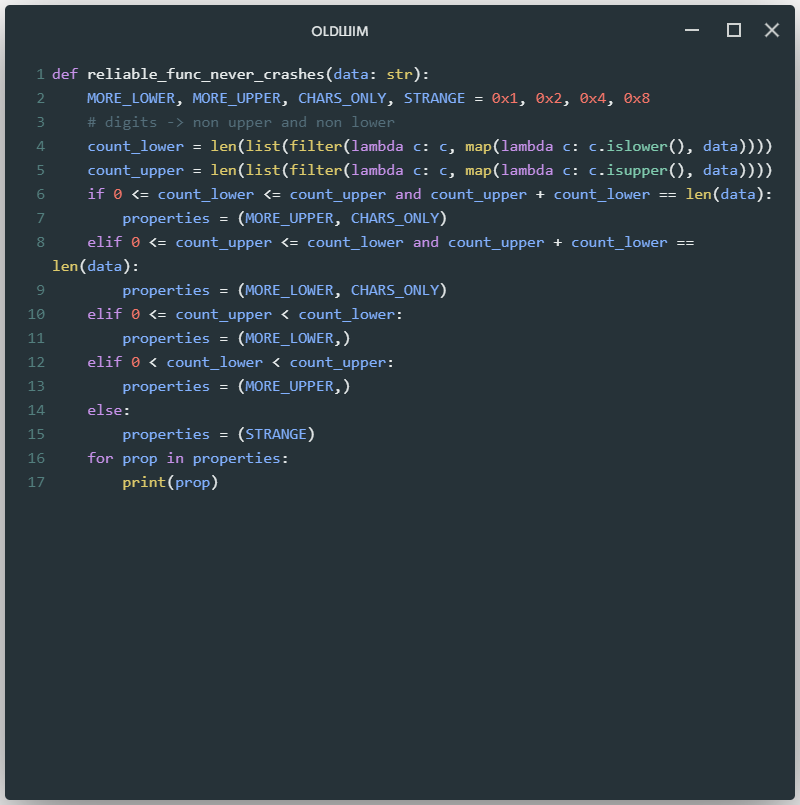 OLDШIM
1 def reliable_func_never_crashes(data: str):
2     MORE_LOWER, MORE_UPPER, CHARS_ONLY, STRANGE = 0x1, 0x2, 0x4, 0x8
3     # digits -> non upper and non lower
4     count_lower = len(list(filter(lambda c: c, map(lambda c: c.islower(), data))))
5     count_upper = len(list(filter(lambda c: c, map(lambda c: c.isupper(), data))))
6     if 0 <= count_lower <= count_upper and count_upper + count_lower == len(data):
7         properties = (MORE_UPPER, CHARS_ONLY)
8     elif 0 <= count_upper <= count_lower and count_upper + count_lower ==
len(data):
9         properties = (MORE_LOWER, CHARS_ONLY)
10     elif 0 <= count_upper < count_lower:
11         properties = (MORE_LOWER,)
12     elif 0 < count_lower < count_upper:
13         properties = (MORE_UPPER,)
14     else:
15         properties = (STRANGE)
16     for prop in properties:
17         print(prop)